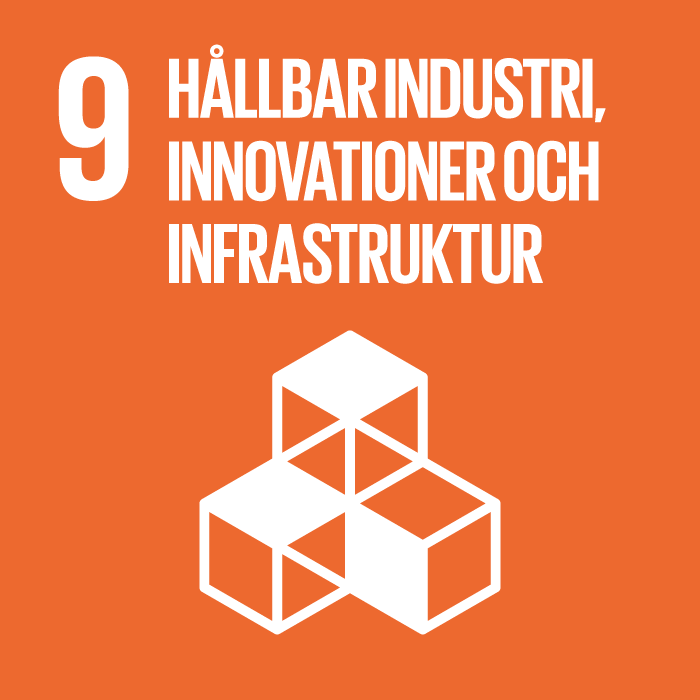 9 HÅLLBAR INDUSTRI,
INNOVATIONER OCH
INFRASTRUKTUR